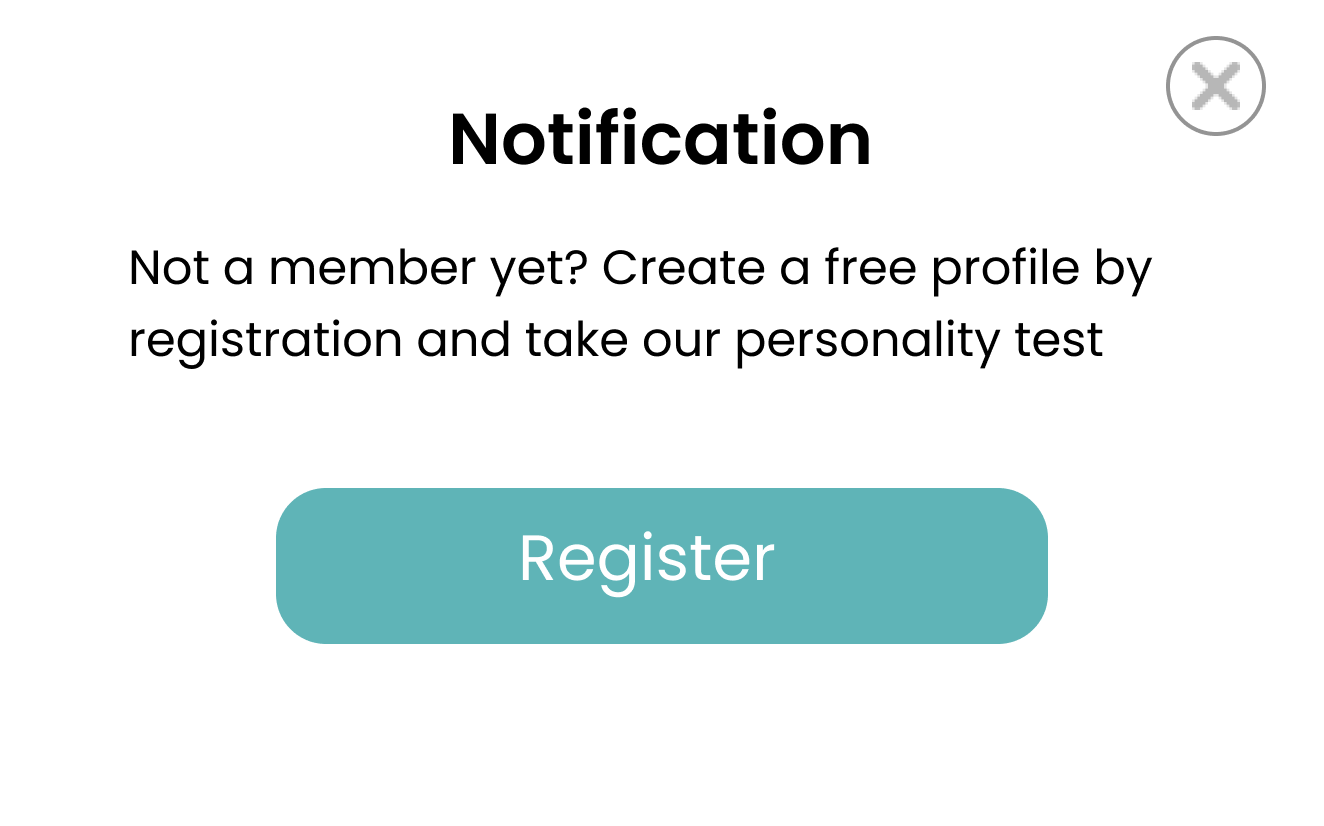 Notification
Not a member yet? Create a free profile by
registration and take our personality test
Register